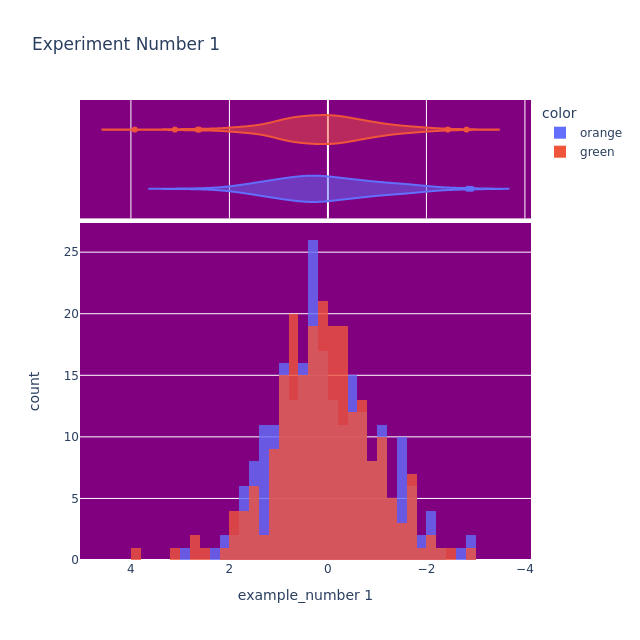 Experiment Number 1
color
orange
green
25
20
15
10
5
0
count
4
2
0
−2
−4
example_number 1